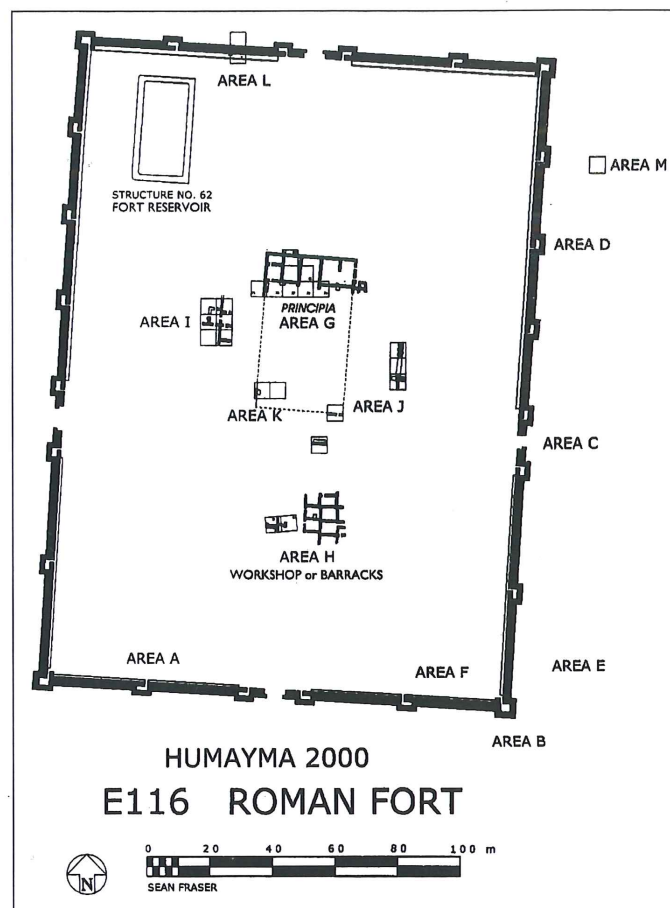 AREA L
AREA M
STRUCTURE NO. 62
FORT RESERVOIR
AREA D
PRINCIPIA
AREA G
AREA I
AREA K
AREA J
AREA C
AREA H
WORKSHOP or BARRACKS
AREA A
AREA F
AREA E
AREA B
HUMAYMA 2000
E116 ROMAN FORT
0 20 40 60 80 100 m
N
SEAN FRASER